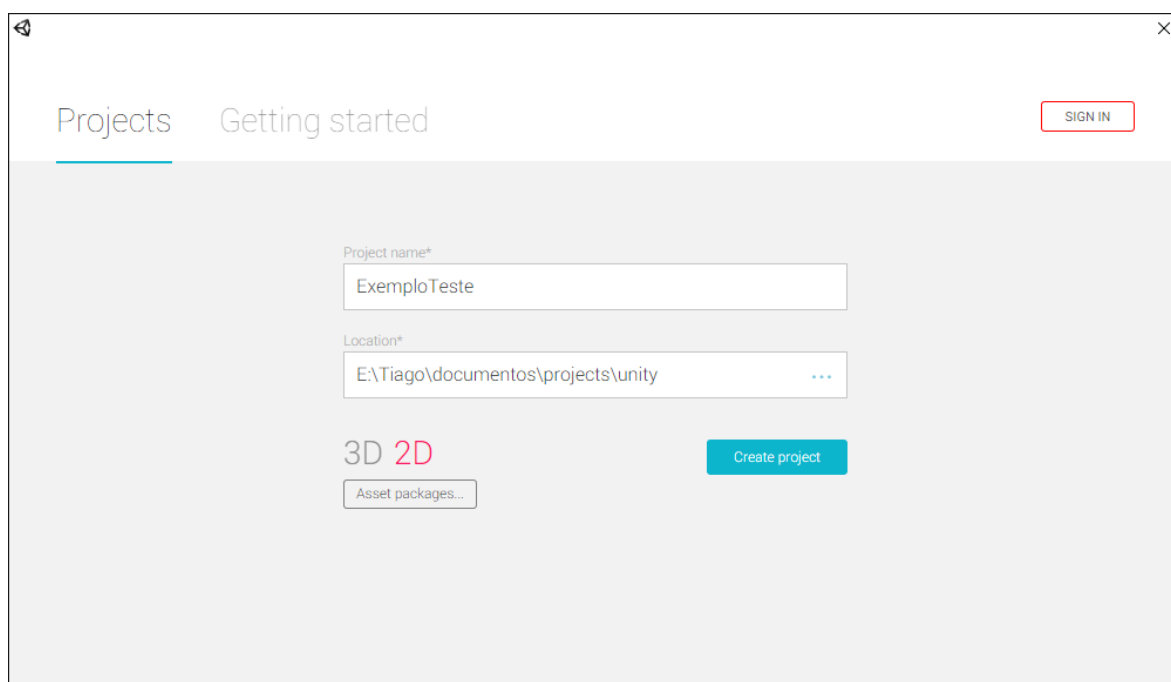 Projects Getting started
SIGN IN
Project name*
ExemploTeste
Location*
E:\Tiago\documentos\projects\unity
3D 2D
Create project
Asset packages...